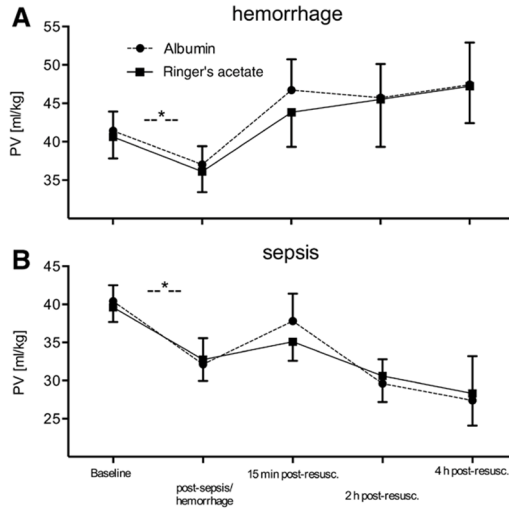 A
hemorrhage
55
50
45
40
35
PV [ml/kg]
Albumin
Ringer's acetate
--*--
B
sepsis
45
40
35
30
25
PV [ml/kg]
--*--
Baseline
post-sepsis/
hemorrhage
15 min post-resusc.
2 h post-resusc.
4 h post-resusc.